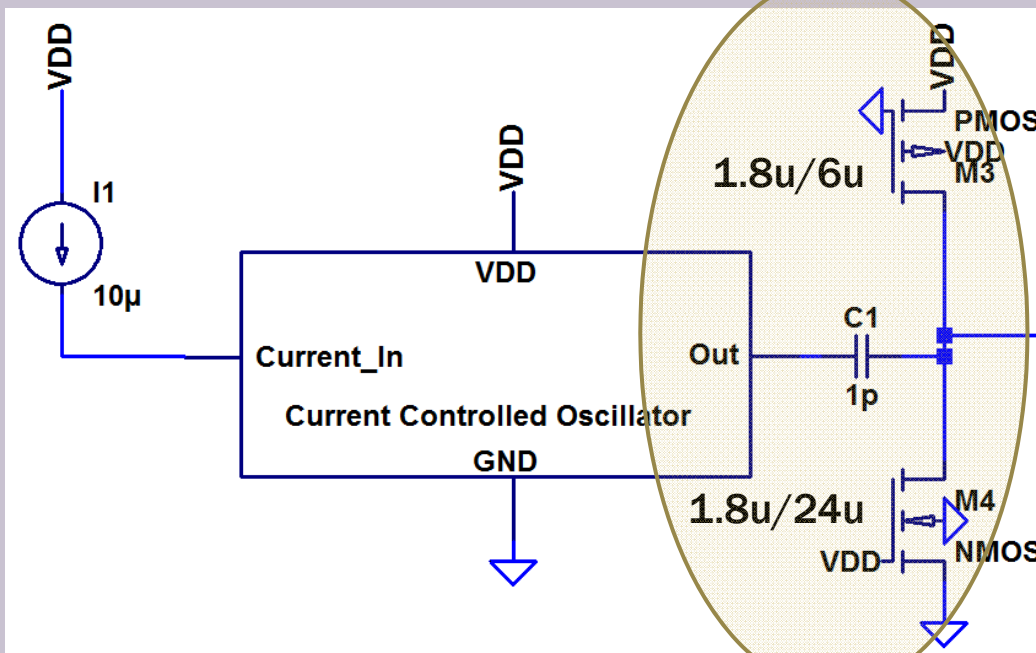 VDD
I1
10µ
VDD
VDD
Current_In
Out
Current Controlled Oscillator
GND
C1
1p
VDD
PMOS
VDD
M3
1.8u/6u
1.8u/24u
M4
VDD
NMOS